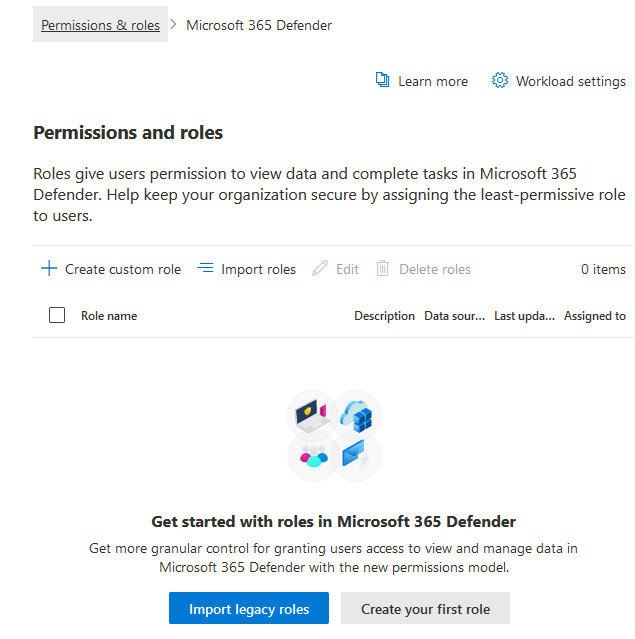 Permissions & roles > Microsoft 365 Defender
Learn more Workload settings
Permissions and roles
Roles give users permission to view data and complete tasks in Microsoft 365
Defender. Help keep your organization secure by assigning the least-permissive role
to users.
Create custom role Import roles Edit Delete roles 0 items
Role name Description Data sour... Last upda... Assigned to
Get started with roles in Microsoft 365 Defender
Get more granular control for granting users access to view and manage data in
Microsoft 365 Defender with the new permissions model.
Import legacy roles Create your first role